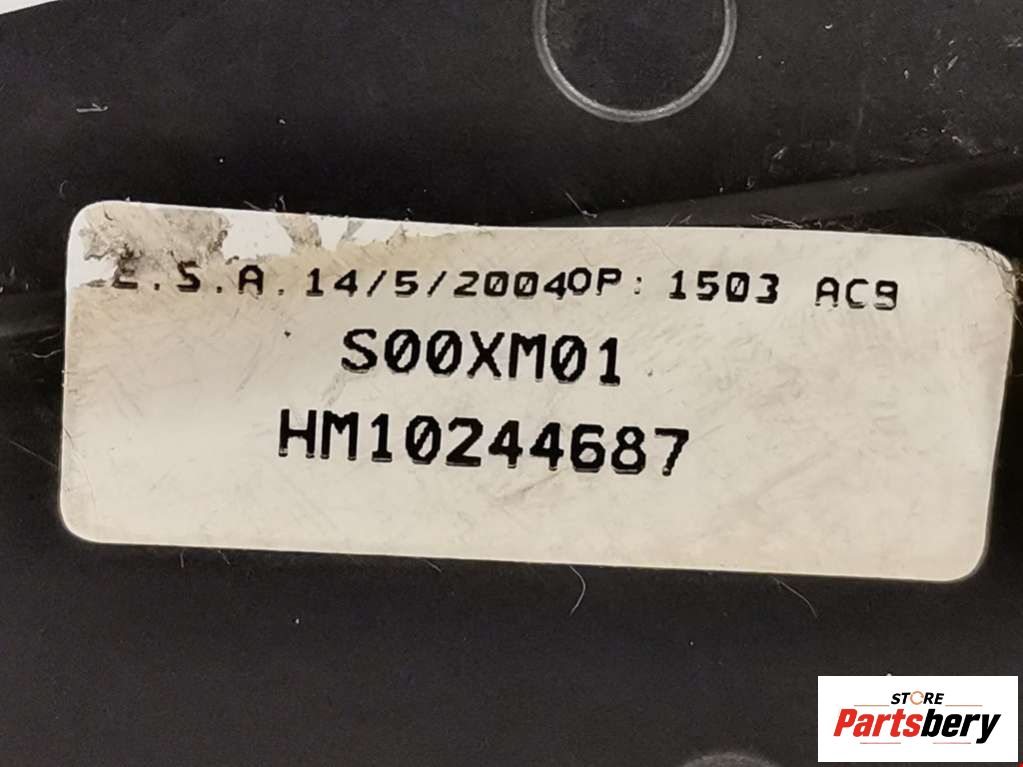 E.S.A. 14/5/2004OP: 1503 AC9
S00XM01
HM10244687
STORE
Partsbery